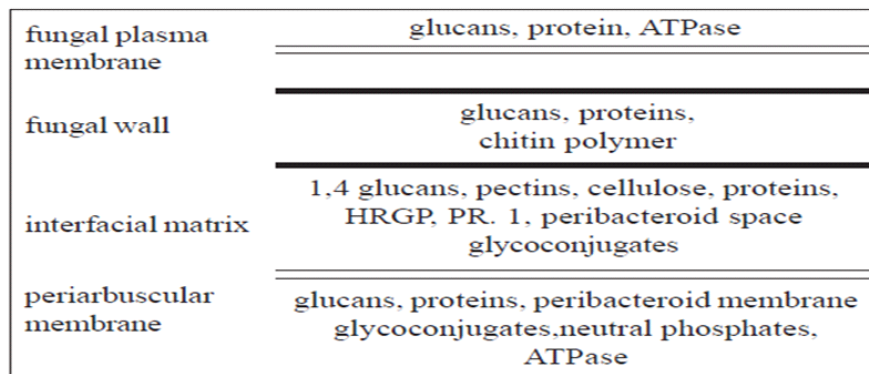 fungal plasma
membrane
glucans, protein, ATPase
fungal wall
glucans, proteins,
chitin polymer
interfacial matrix
1,4 glucans, pectins, cellulose, proteins,
HRGP, PR. 1, peribacteroid space
glycoconjugates
periarbuscular
membrane
glucans, proteins, peribacteroid membrane
glycoconjugates,neutral phosphates,
ATPase